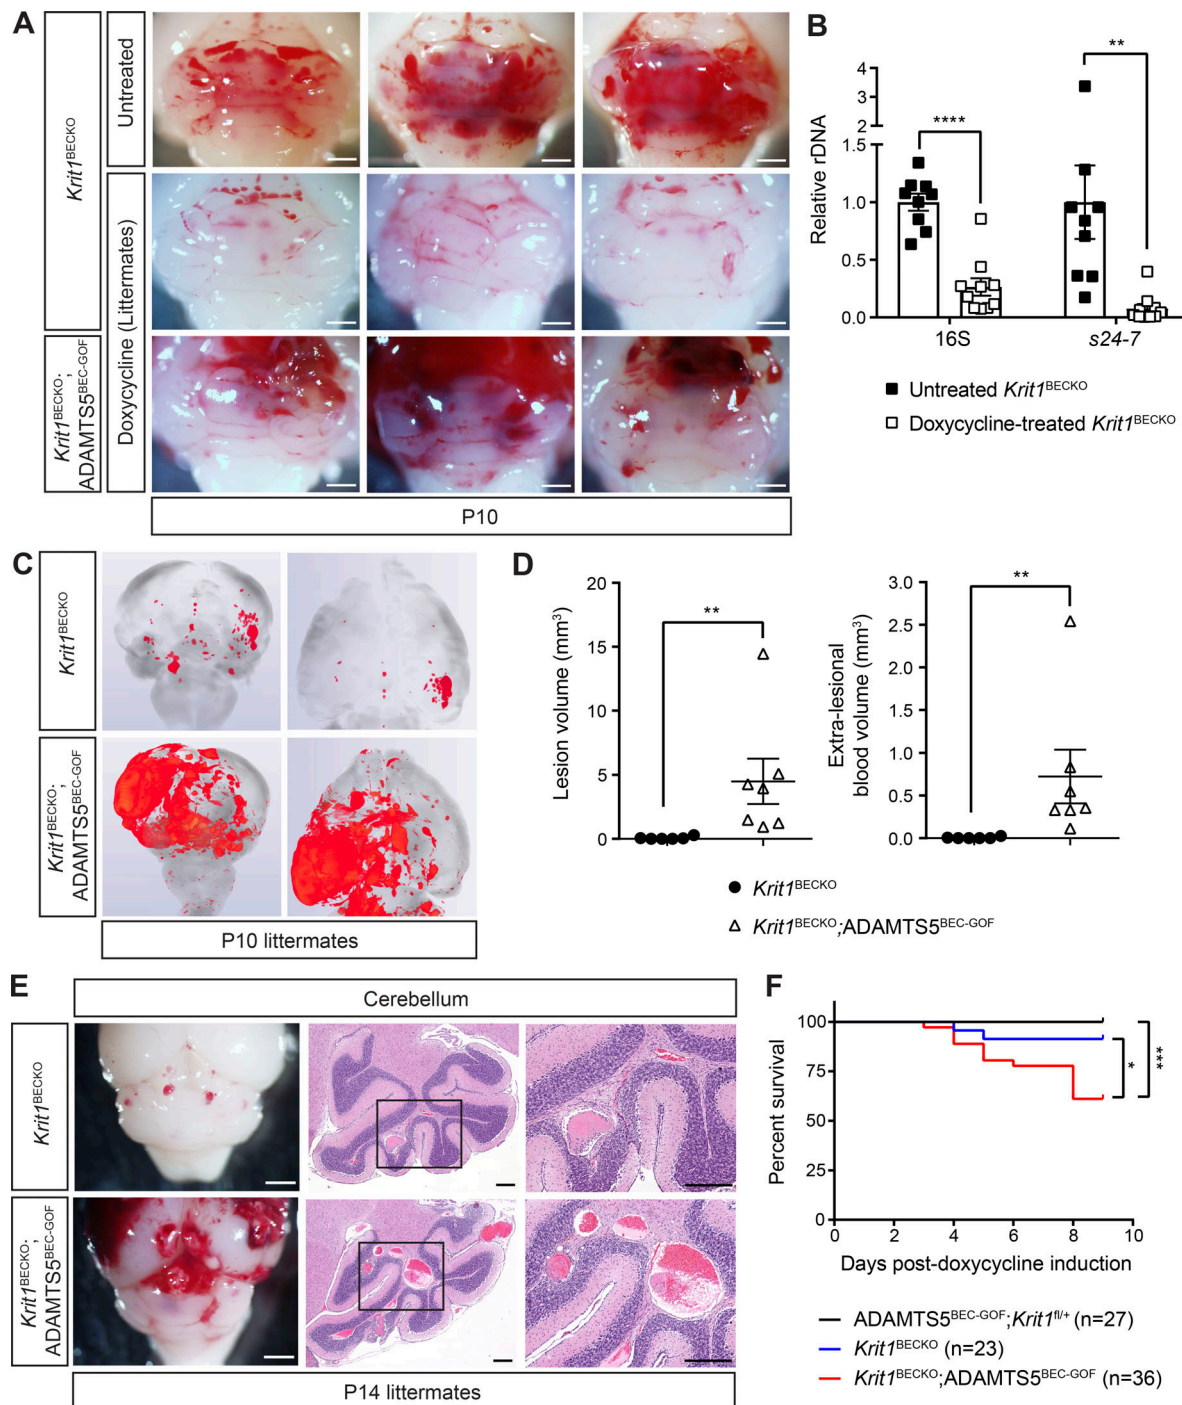 A
Krit1BECKO
Untreated
Doxycycline (Littermates)
Krit1BECKO;
ADAMTS5BEC-GOF
P10
B
Relative rDNA
4
3
2
1.5
1.0
0.5
0.0
****
**
16S
s24-7
Untreated Krit1BECKO
Doxycycline-treated Krit1BECKO
C
Krit1BECKO
Krit1BECKO;
ADAMTS5BEC-GOF
P10 littermates
D
Lesion volume (mm3)
20
15
10
5
0
**
Extra-lesional
blood volume (mm3)
3.0
2.5
2.0
1.5
1.0
0.5
0.0
**
Krit1BECKO
Krit1BECKO;ADAMTS5BEC-GOF
E
Cerebellum
Krit1BECKO
Krit1BECKO;
ADAMTS5BEC-GOF
P14 littermates
F
Percent survival
100
75
50
25
0
0 2 4 6 8 10
*
***
Days post-doxycycline induction
ADAMTS5BEC-GOF;Krit1fl/+ (n=27)
Krit1BECKO (n=23)
Krit1BECKO;ADAMTS5BEC-GOF (n=36)